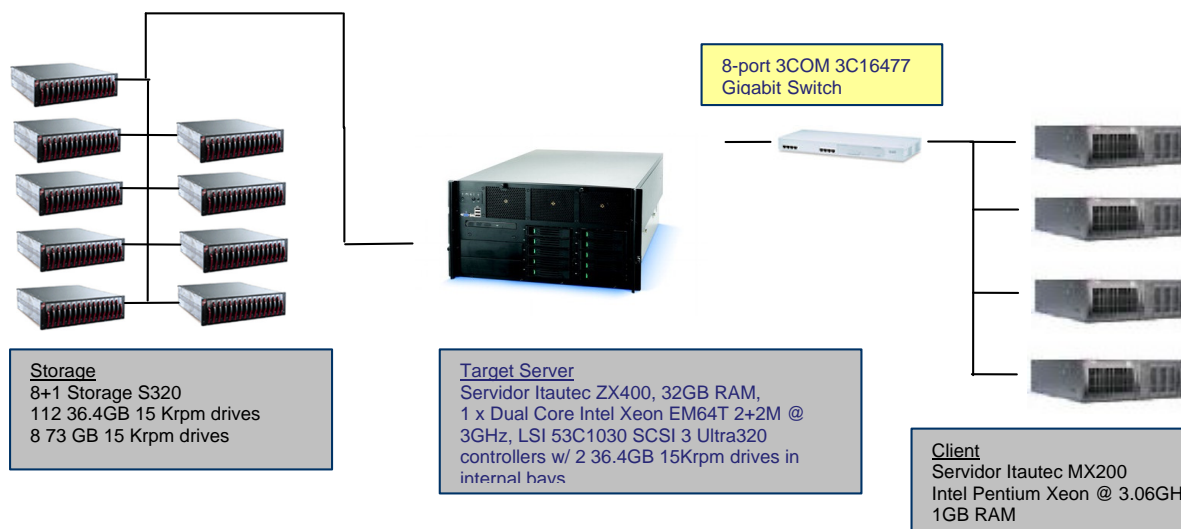 8-port 3COM 3C16477
Gigabit Switch
Storage
8+1 Storage S320
112 36.4GB 15 Krpm drives
8 73 GB 15 Krpm drives
Target Server
Servidor Itautec ZX400, 32GB RAM,
1 x Dual Core Intel Xeon EM64T 2+2M @
3GHz, LSI 53C1030 SCSI 3 Ultra320
controllers w/ 2 36.4GB 15Krpm drives in
internal bays
Client
Servidor Itautec MX200
Intel Pentium Xeon @ 3.06GH
1GB RAM